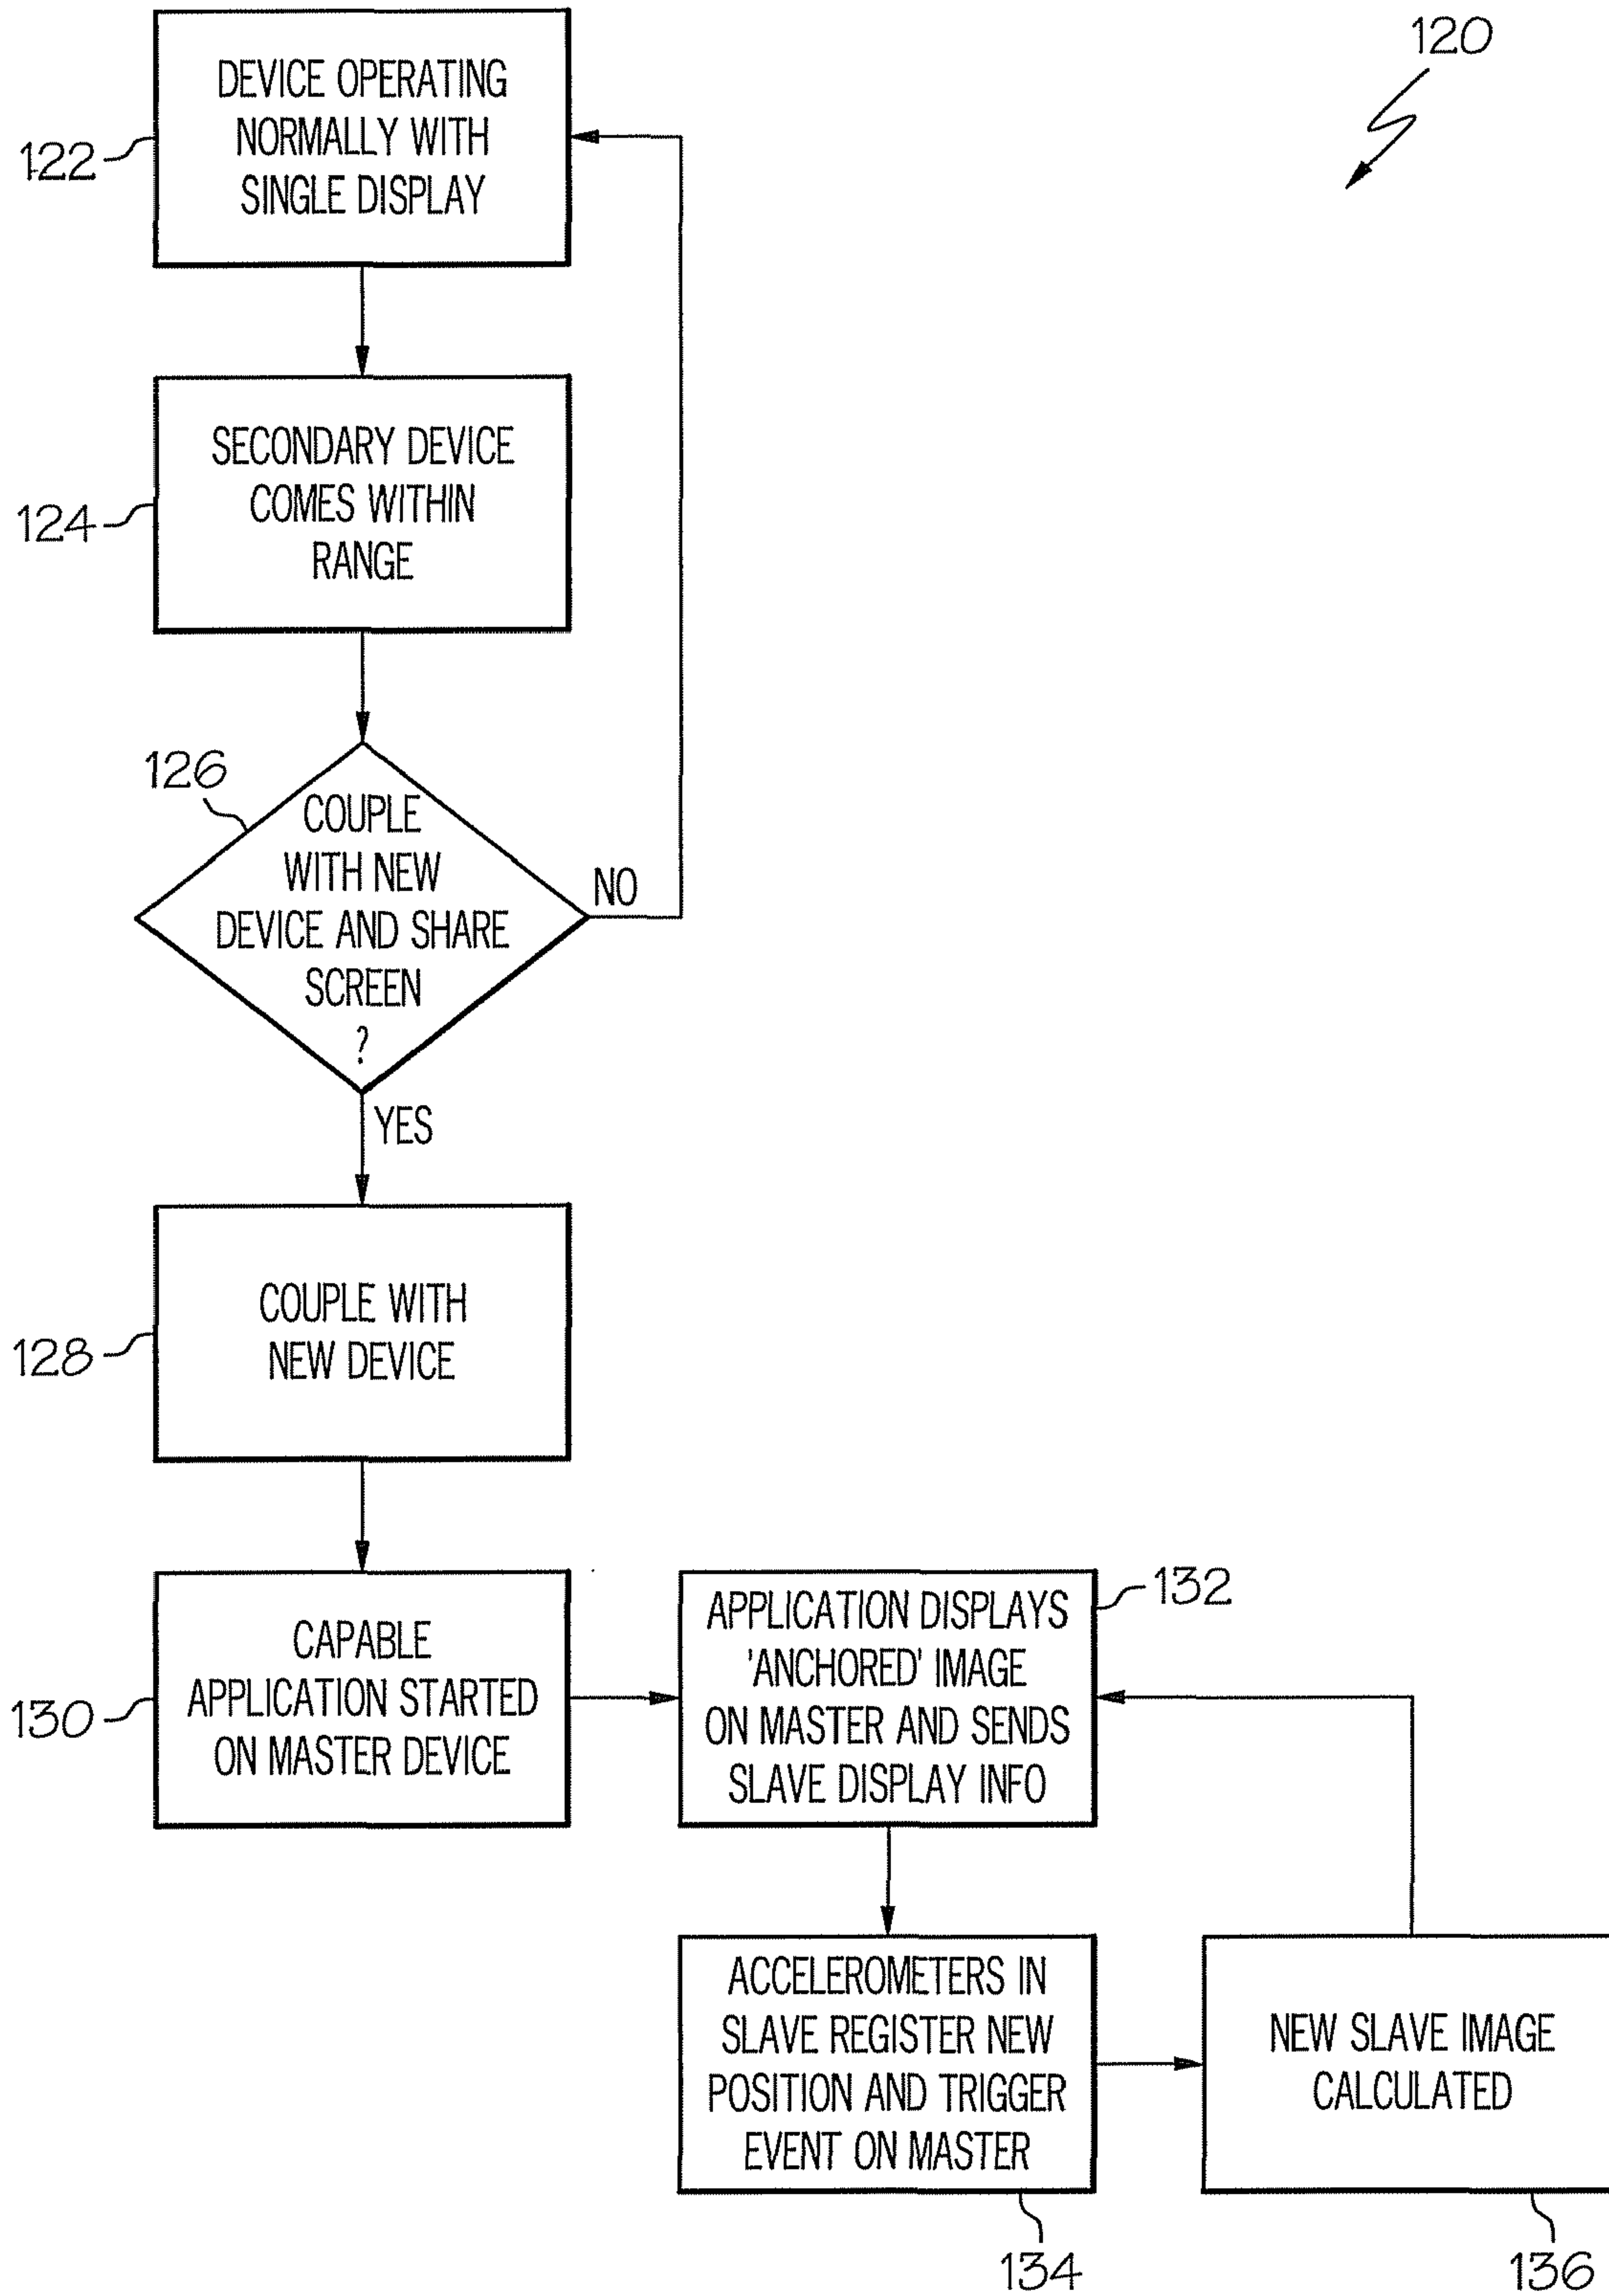 120
DEVICE OPERATING
NORMALLY WITH
SINGLE DISPLAY
122
SECONDARY DEVICE
COMES WITHIN
RANGE
124
126
COUPLE
WITH NEW
DEVICE AND SHARE
SCREEN
?
NO
YES
COUPLE WITH
NEW DEVICE
128
CAPABLE
APPLICATION STARTED
ON MASTER DEVICE
130
APPLICATION DISPLAYS
'ANCHORED' IMAGE
ON MASTER AND SENDS
SLAVE DISPLAY INFO
132
ACCELEROMETERS IN
SLAVE REGISTER NEW
POSITION AND TRIGGER
EVENT ON MASTER
134
NEW SLAVE IMAGE
CALCULATED
136